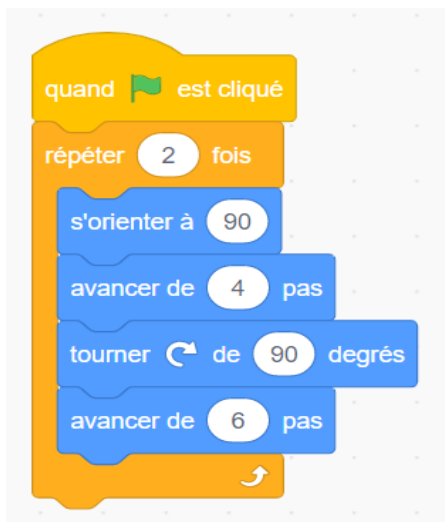 quand est cliqué
répéter 2 fois
s'orienter à 90
avancer de 4 pas
tourner de 90 degrés
avancer de 6 pas